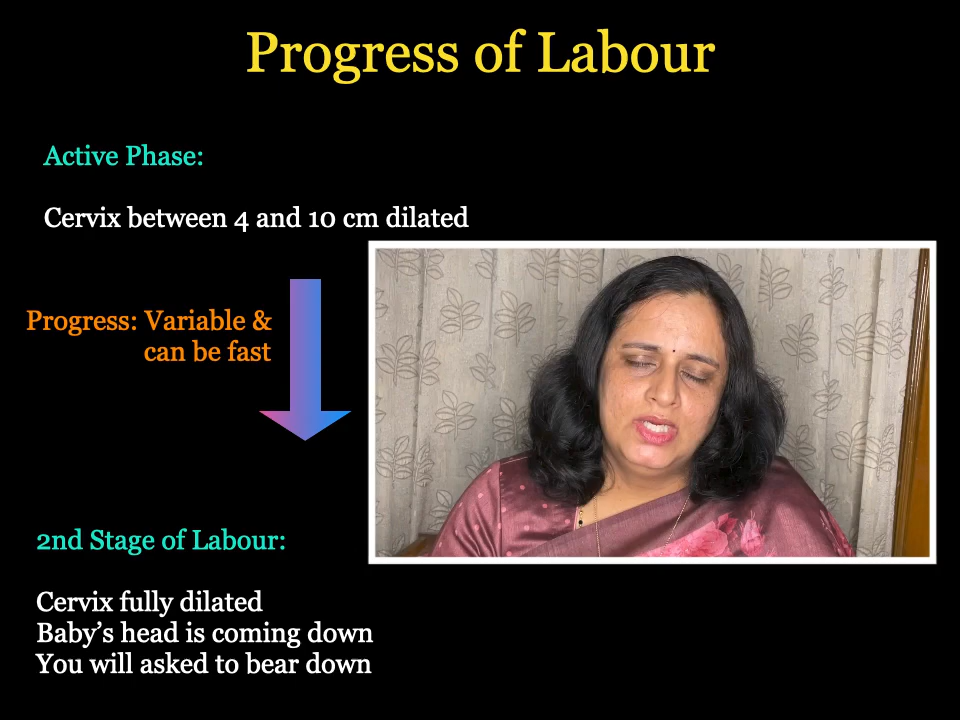 Progress of Labour
Active Phase:
Cervix between 4 and 10 cm dilated
Progress: Variable &
can be fast
2nd Stage of Labour:
Cervix fully dilated
Baby’s head is coming down
You will asked to bear down